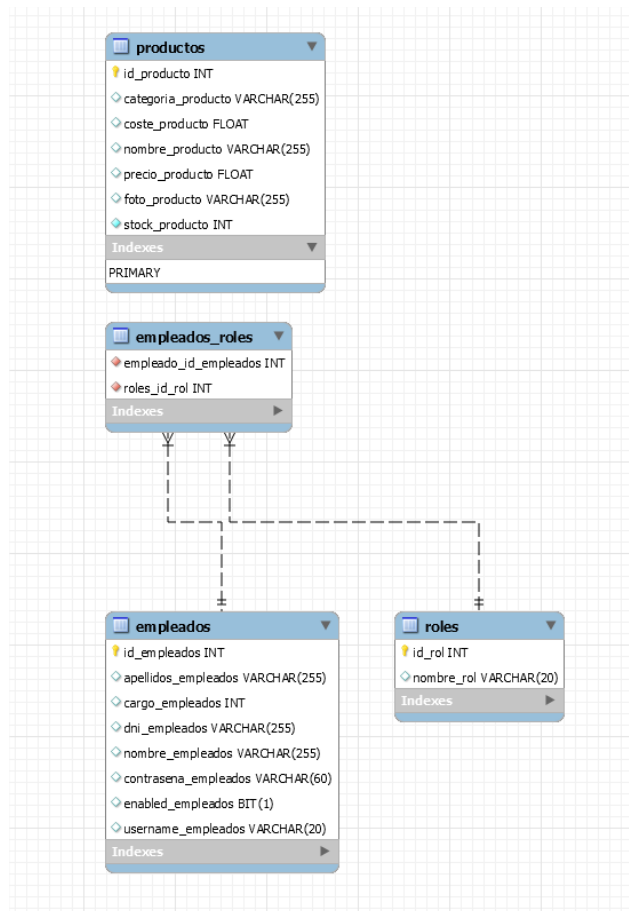 productos
id_producto INT
categoria_producto VARCHAR(255)
coste_producto FLOAT
nombre_producto VARCHAR(255)
precio_producto FLOAT
foto_producto VARCHAR(255)
stock_producto INT
Indexes
PRIMARY
empleados_roles
empleado_id_empleados INT
roles_id_rol INT
Indexes
empleados
id_empleados INT
apellidos_empleados VARCHAR(255)
cargo_empleados INT
dni_empleados VARCHAR(255)
nombre_empleados VARCHAR(255)
contrasena_empleados VARCHAR(60)
enabled_empleados BIT(1)
username_empleados VARCHAR(20)
Indexes
roles
id_rol INT
nombre_rol VARCHAR(20)
Indexes